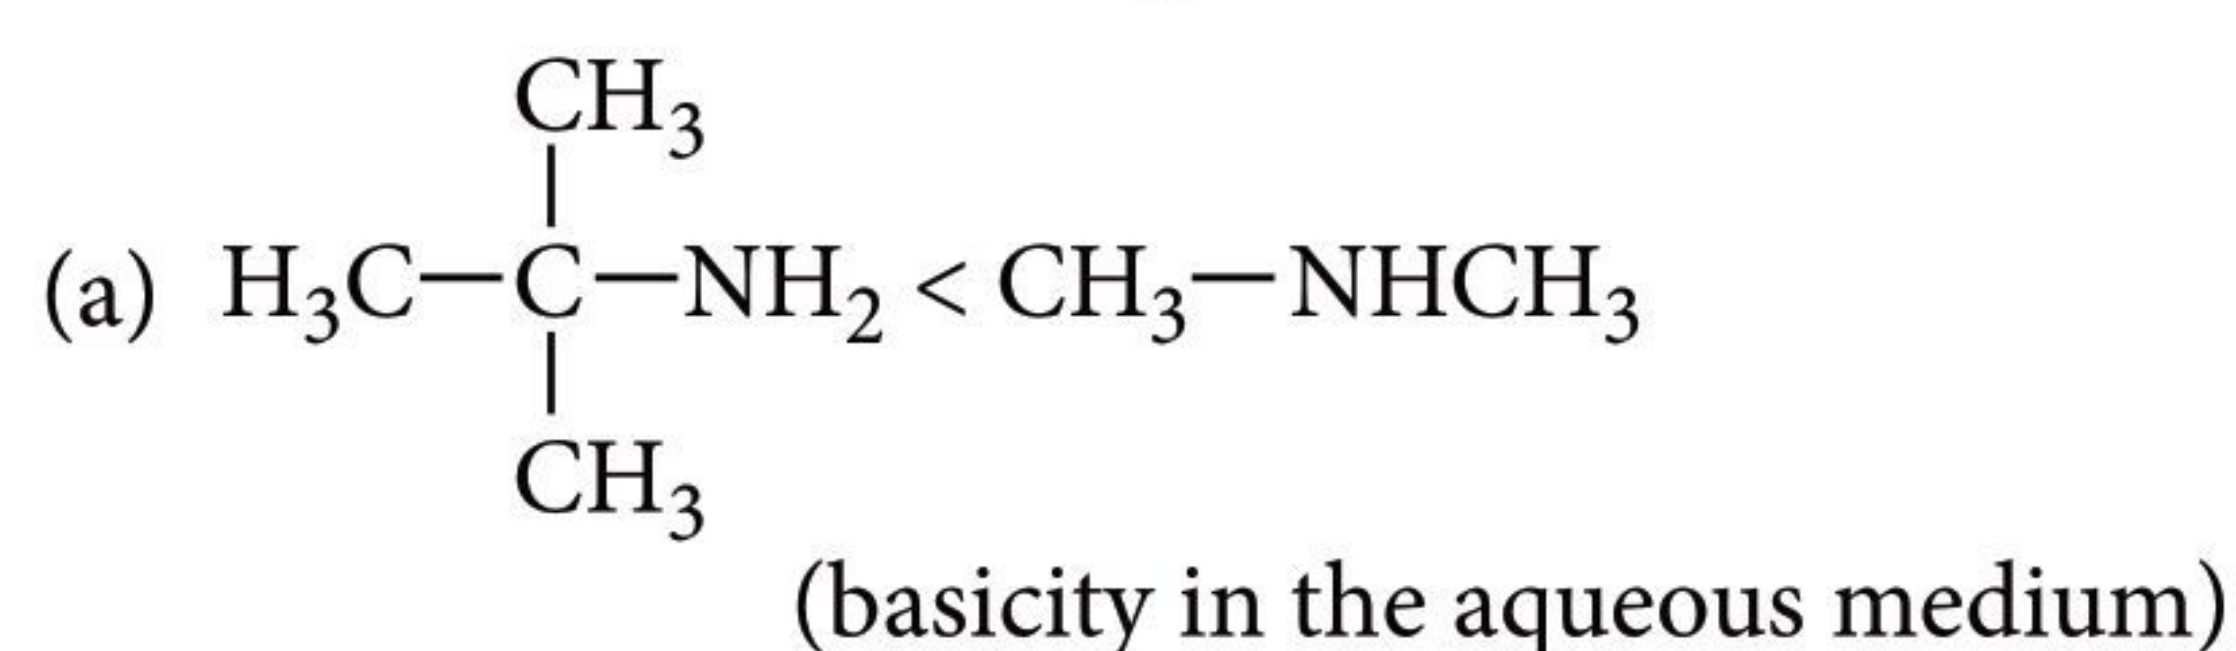 CH₃
(a) H₃C—C—NH₂ < CH₃—NHCH₃
CH₃
(basicity in the aqueous medium)